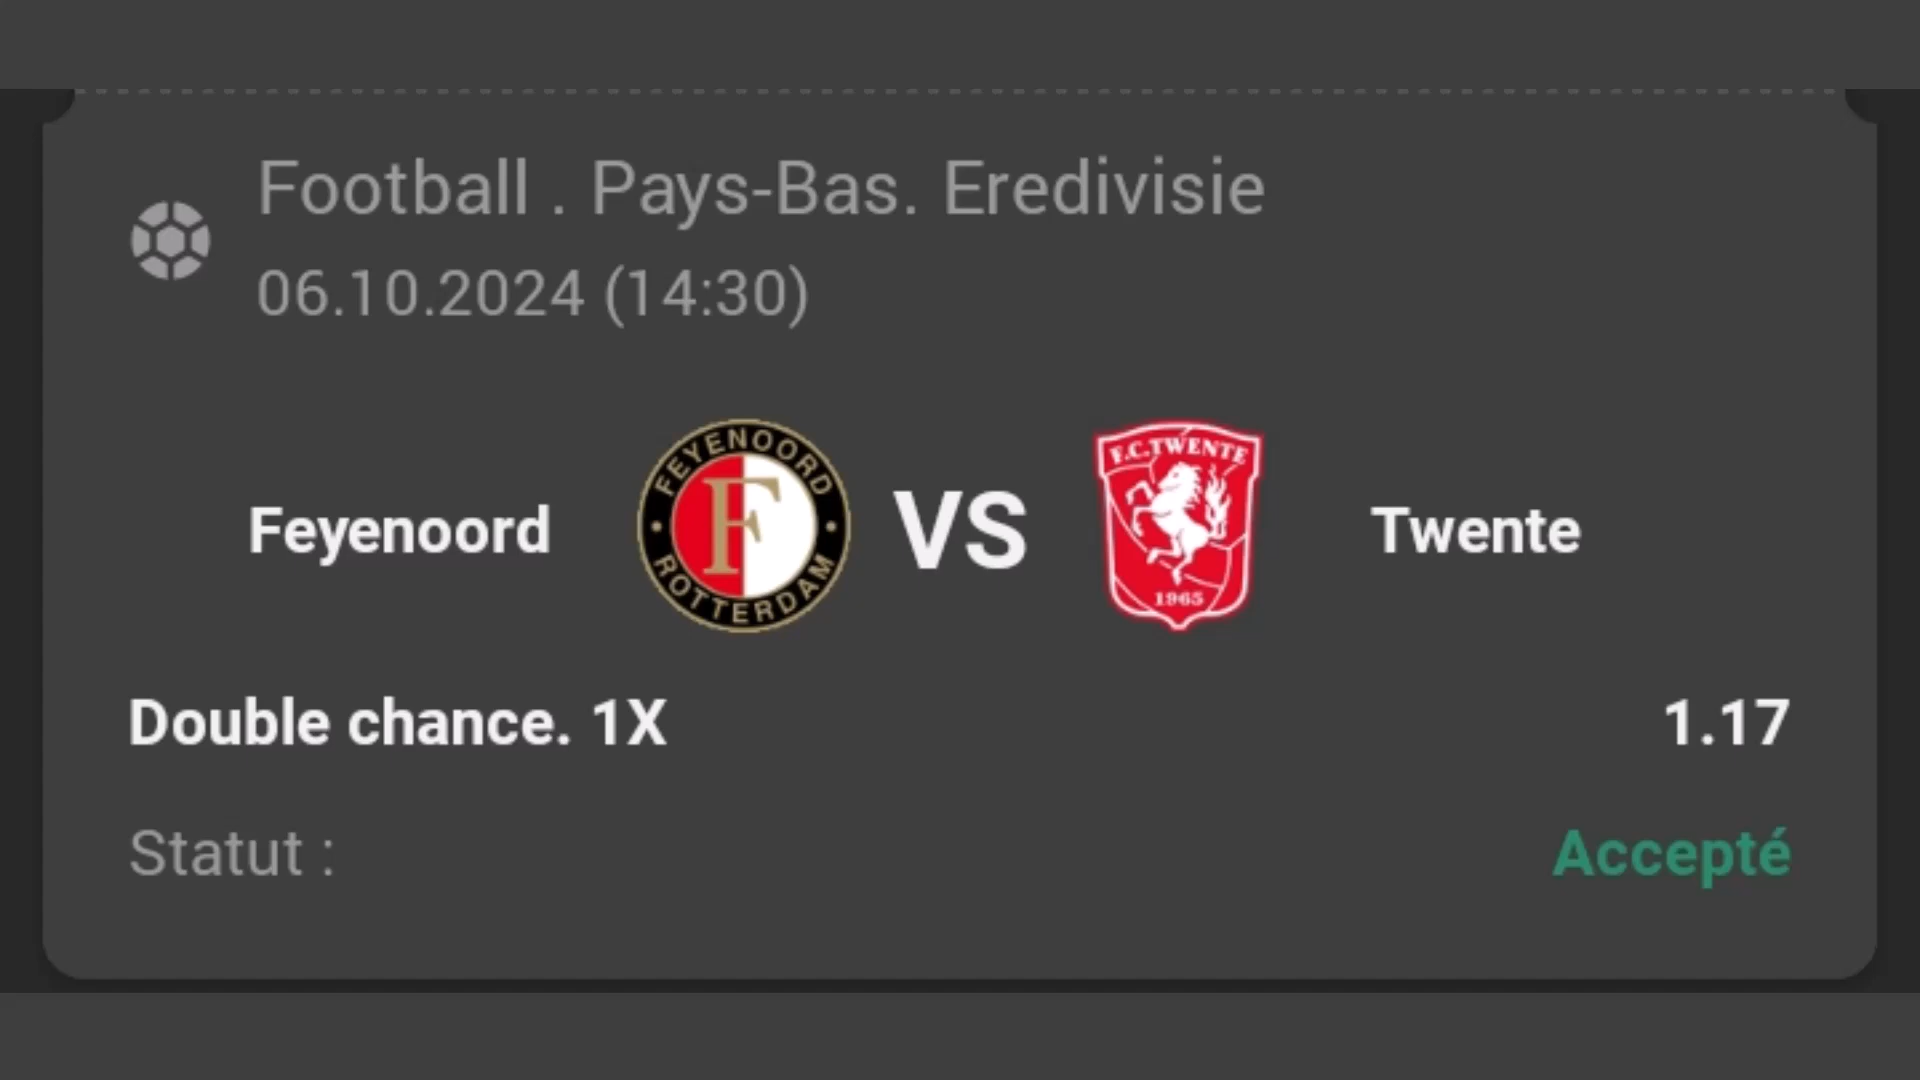 Football . Pays-Bas. Eredivisie
06.10.2024 (14:30)
Feyenoord
FEYENOORD
F
ROTTERDAM
VS
F.C.TWENTE
1965
Twente
Double chance. 1X
1.17
Statut :
Accepté